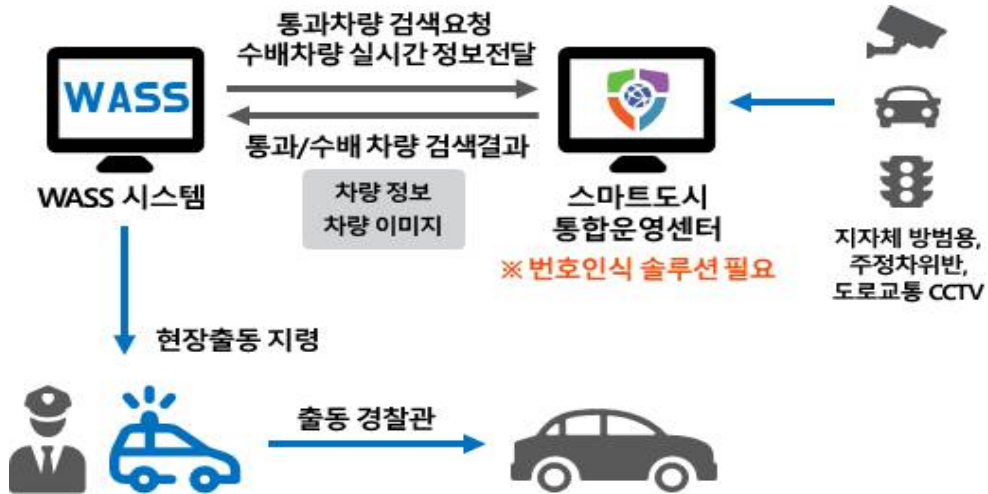 통과차량 검색요청
수배차량 실시간 정보전달
WASS
통과/수배 차량 검색결과
차량 정보
차량 이미지
WASS 시스템
스마트도시
통합운영센터
※ 번호인식 솔루션 필요
지자체 방범용,
주정차위반,
도로교통 CCTV
현장출동 지령
출동 경찰관